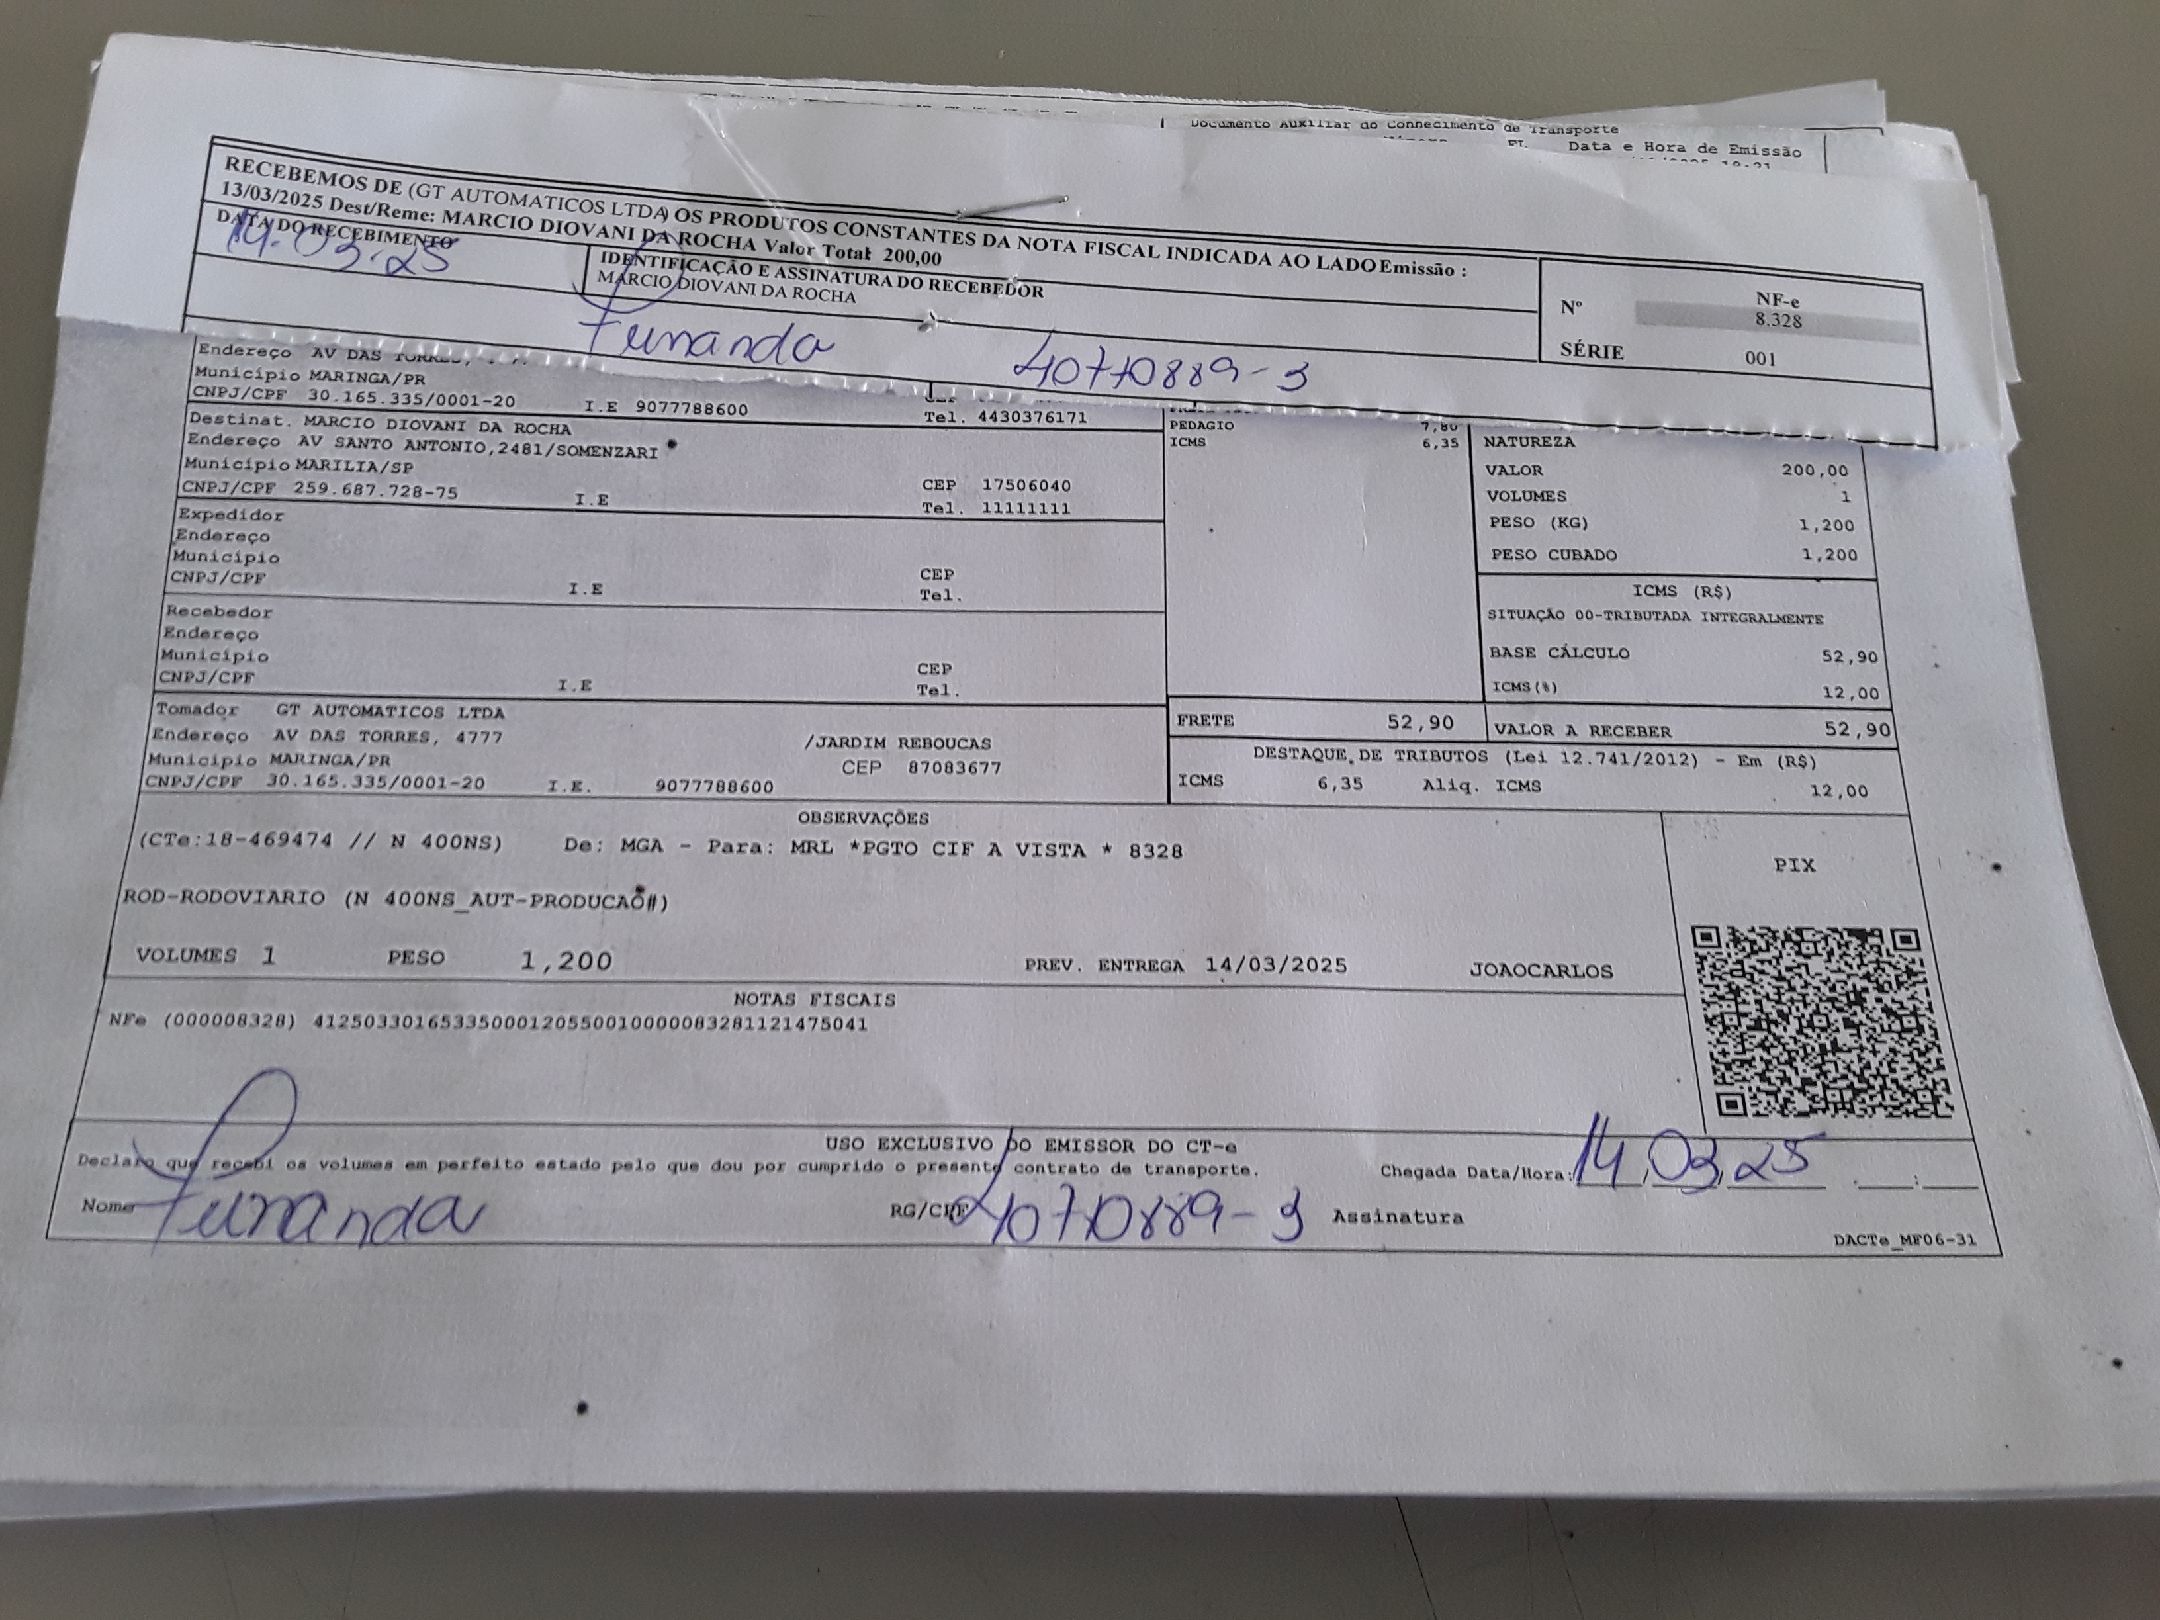 Documento Auxiliar do Conhecimento de Transporte
Data e Hora de Emissão
RECEBEMOS DE (GT AUTOMATICOS LTDA) OS PRODUTOS CONSTANTES DA NOTA FISCAL INDICADA AO LADO Emissão :
13/03/2025 Dest/Reme: MARCIO DIOVANI DA ROCHA Valor Total: 200,00
DATA DO RECEBIMENTO
14.03.25
IDENTIFICAÇÃO E ASSINATURA DO RECEBEDOR
MARCIO DIOVANI DA ROCHA
Fernanda 40770889-3
NF-e
Nº 8.328
SÉRIE 001
Endereço AV DAS TORRES,
Município MARINGA/PR
CNPJ/CPF 30.165.335/0001-20 I.E 9077788600 Tel. 4430376171
Destinat. MARCIO DIOVANI DA ROCHA
Endereço AV SANTO ANTONIO,2481/SOMENZARI
Município MARILIA/SP CEP 17506040
CNPJ/CPF 259.687.728-75 I.E Tel. 11111111
Expedidor
Endereço
Município CEP
CNPJ/CPF I.E Tel.
Recebedor
Endereço
Município CEP
CNPJ/CPF I.E Tel.
Tomador GT AUTOMATICOS LTDA
Endereço AV DAS TORRES, 4777 /JARDIM REBOUCAS
Municipio MARINGA/PR CEP 87083677
CNPJ/CPF 30.165.335/0001-20 I.E. 9077788600
PEDAGIO 7,80
ICMS 6,35
NATUREZA
VALOR 200,00
VOLUMES 1
PESO (KG) 1,200
PESO CUBADO 1,200
ICMS (R$)
SITUAÇÃO 00-TRIBUTADA INTEGRALMENTE
BASE CÁLCULO 52,90
ICMS(%) 12,00
FRETE 52,90 VALOR A RECEBER 52,90
DESTAQUE DE TRIBUTOS (Lei 12.741/2012) - Em (R$)
ICMS 6,35 Aliq. ICMS 12,00
OBSERVAÇÕES
(CTe:18-469474 // N 400NS) De: MGA - Para: MRL *PGTO CIF A VISTA * 8328
ROD-RODOVIARIO (N 400NS_AUT-PRODUCAO#)
VOLUMES 1 PESO 1,200 PREV. ENTREGA 14/03/2025 JOAOCARLOS
PIX
NOTAS FISCAIS
NFe (000008328) 41250330165335000120550010000083281121475041
USO EXCLUSIVO DO EMISSOR DO CT-e
Declaro que recebi os volumes em perfeito estado pelo que dou por cumprido o presente contrato de transporte. Chegada Data/Hora: 14,03,25 __:__
Nome Fernanda RG/CPF 40770889-3 Assinatura
DACTe_MF06-31